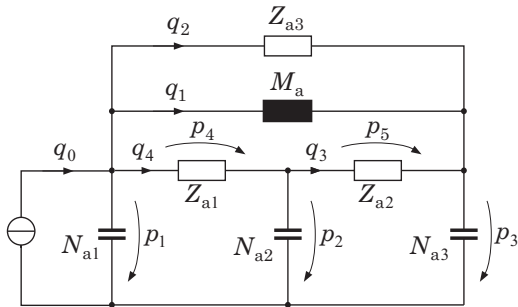 q2 Za3
q1 Ma
q0 q4 p4 q3 p5
Za1 Za2
Na1 p1 Na2 p2 Na3 p3